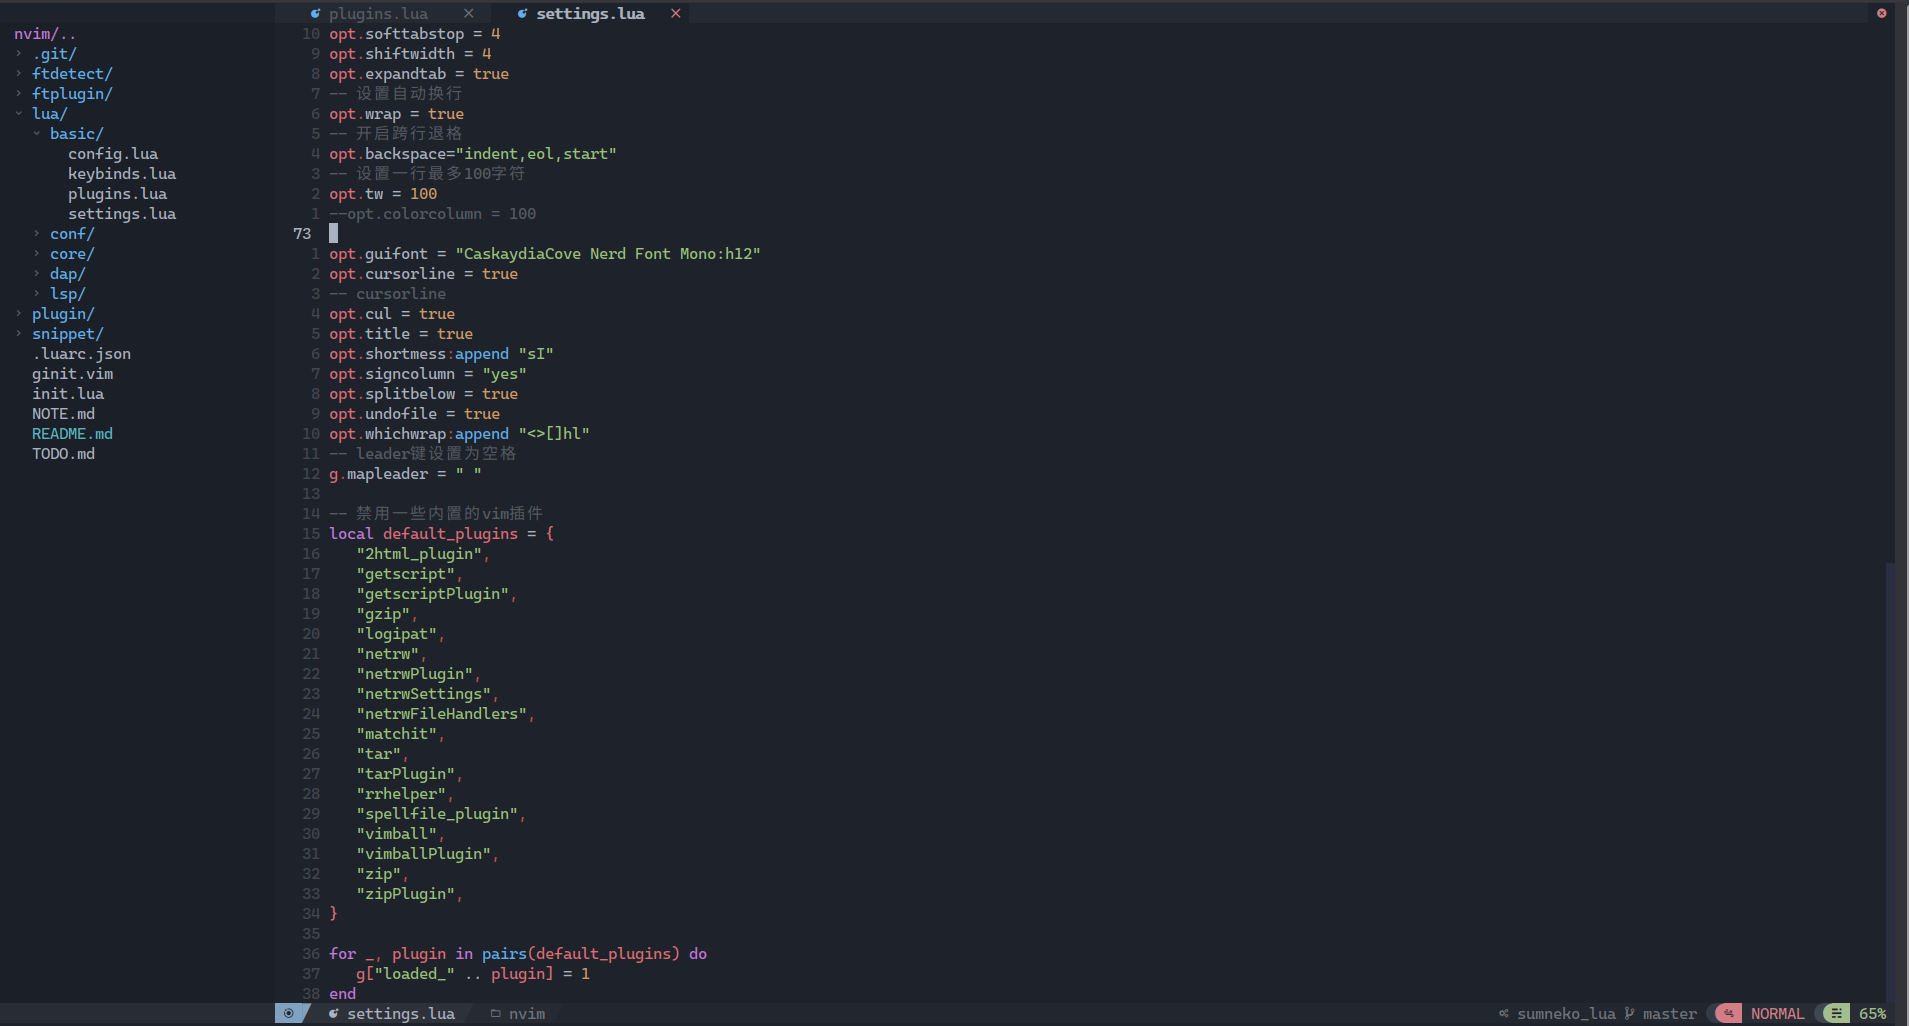 plugins.lua × settings.lua ×
nvim/..
› .git/
› ftdetect/
› ftplugin/
⌄ lua/
⌄ basic/
config.lua
keybinds.lua
plugins.lua
settings.lua
› conf/
› core/
› dap/
› lsp/
› plugin/
› snippet/
.luarc.json
ginit.vim
init.lua
NOTE.md
README.md
TODO.md
10 opt.softtabstop = 4
9 opt.shiftwidth = 4
8 opt.expandtab = true
7 -- 设置自动换行
6 opt.wrap = true
5 -- 开启跨行退格
4 opt.backspace="indent,eol,start"
3 -- 设置一行最多100字符
2 opt.tw = 100
1 --opt.colorcolumn = 100
73
1 opt.guifont = "CaskaydiaCove Nerd Font Mono:h12"
2 opt.cursorline = true
3 -- cursorline
4 opt.cul = true
5 opt.title = true
6 opt.shortmess:append "sI"
7 opt.signcolumn = "yes"
8 opt.splitbelow = true
9 opt.undofile = true
10 opt.whichwrap:append "<>[]hl"
11 -- leader键设置为空格
12 g.mapleader = " "
13
14 -- 禁用一些内置的vim插件
15 local default_plugins = {
16 "2html_plugin",
17 "getscript",
18 "getscriptPlugin",
19 "gzip",
20 "logipat",
21 "netrw",
22 "netrwPlugin",
23 "netrwSettings",
24 "netrwFileHandlers",
25 "matchit",
26 "tar",
27 "tarPlugin",
28 "rrhelper",
29 "spellfile_plugin",
30 "vimball",
31 "vimballPlugin",
32 "zip",
33 "zipPlugin",
34 }
35
36 for _, plugin in pairs(default_plugins) do
37 g["loaded_" .. plugin] = 1
38 end
settings.lua nvim sumneko_lua master NORMAL 65%